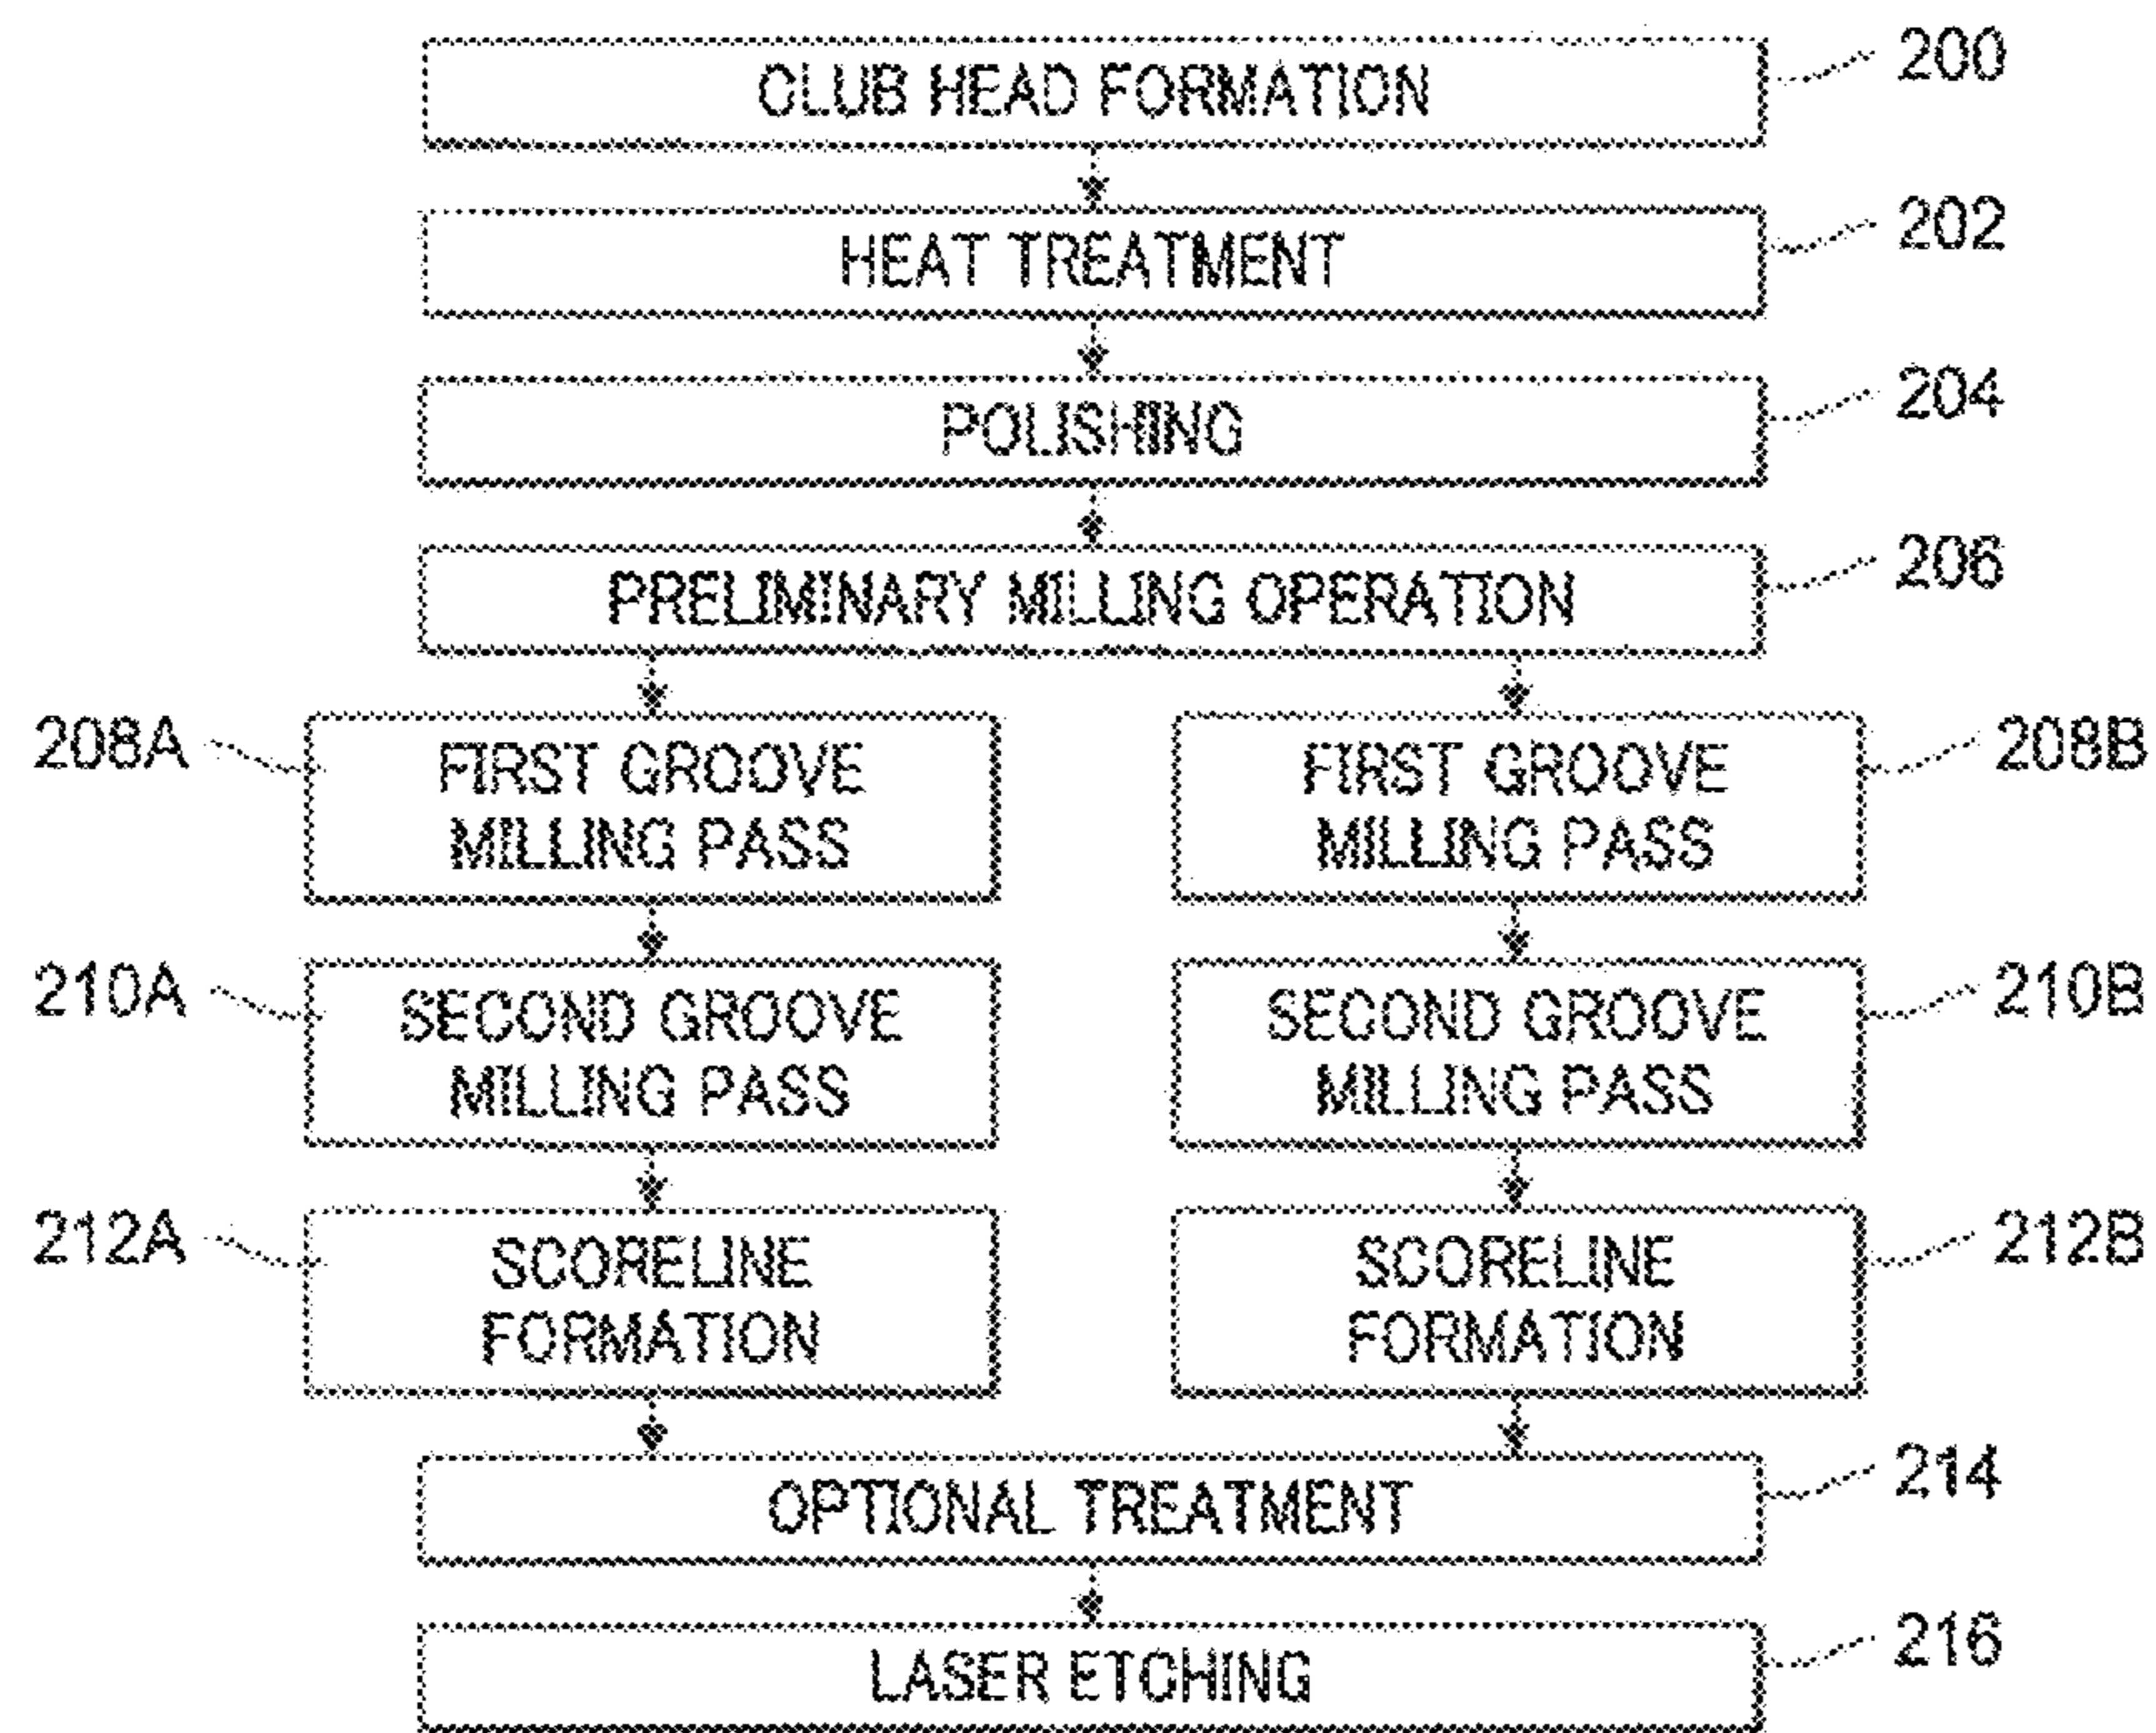 CLUB HEAD FORMATION
200
HEAT TREATMENT
202
POLISHING
204
PRELIMINARY MILLING OPERATION
206
208A
FIRST GROOVE
MILLING PASS
FIRST GROOVE
MILLING PASS
208B
210A
SECOND GROOVE
MILLING PASS
SECOND GROOVE
MILLING PASS
210B
212A
SCORELINE
FORMATION
SCORELINE
FORMATION
212B
OPTIONAL TREATMENT
214
LASER ETCHING
216